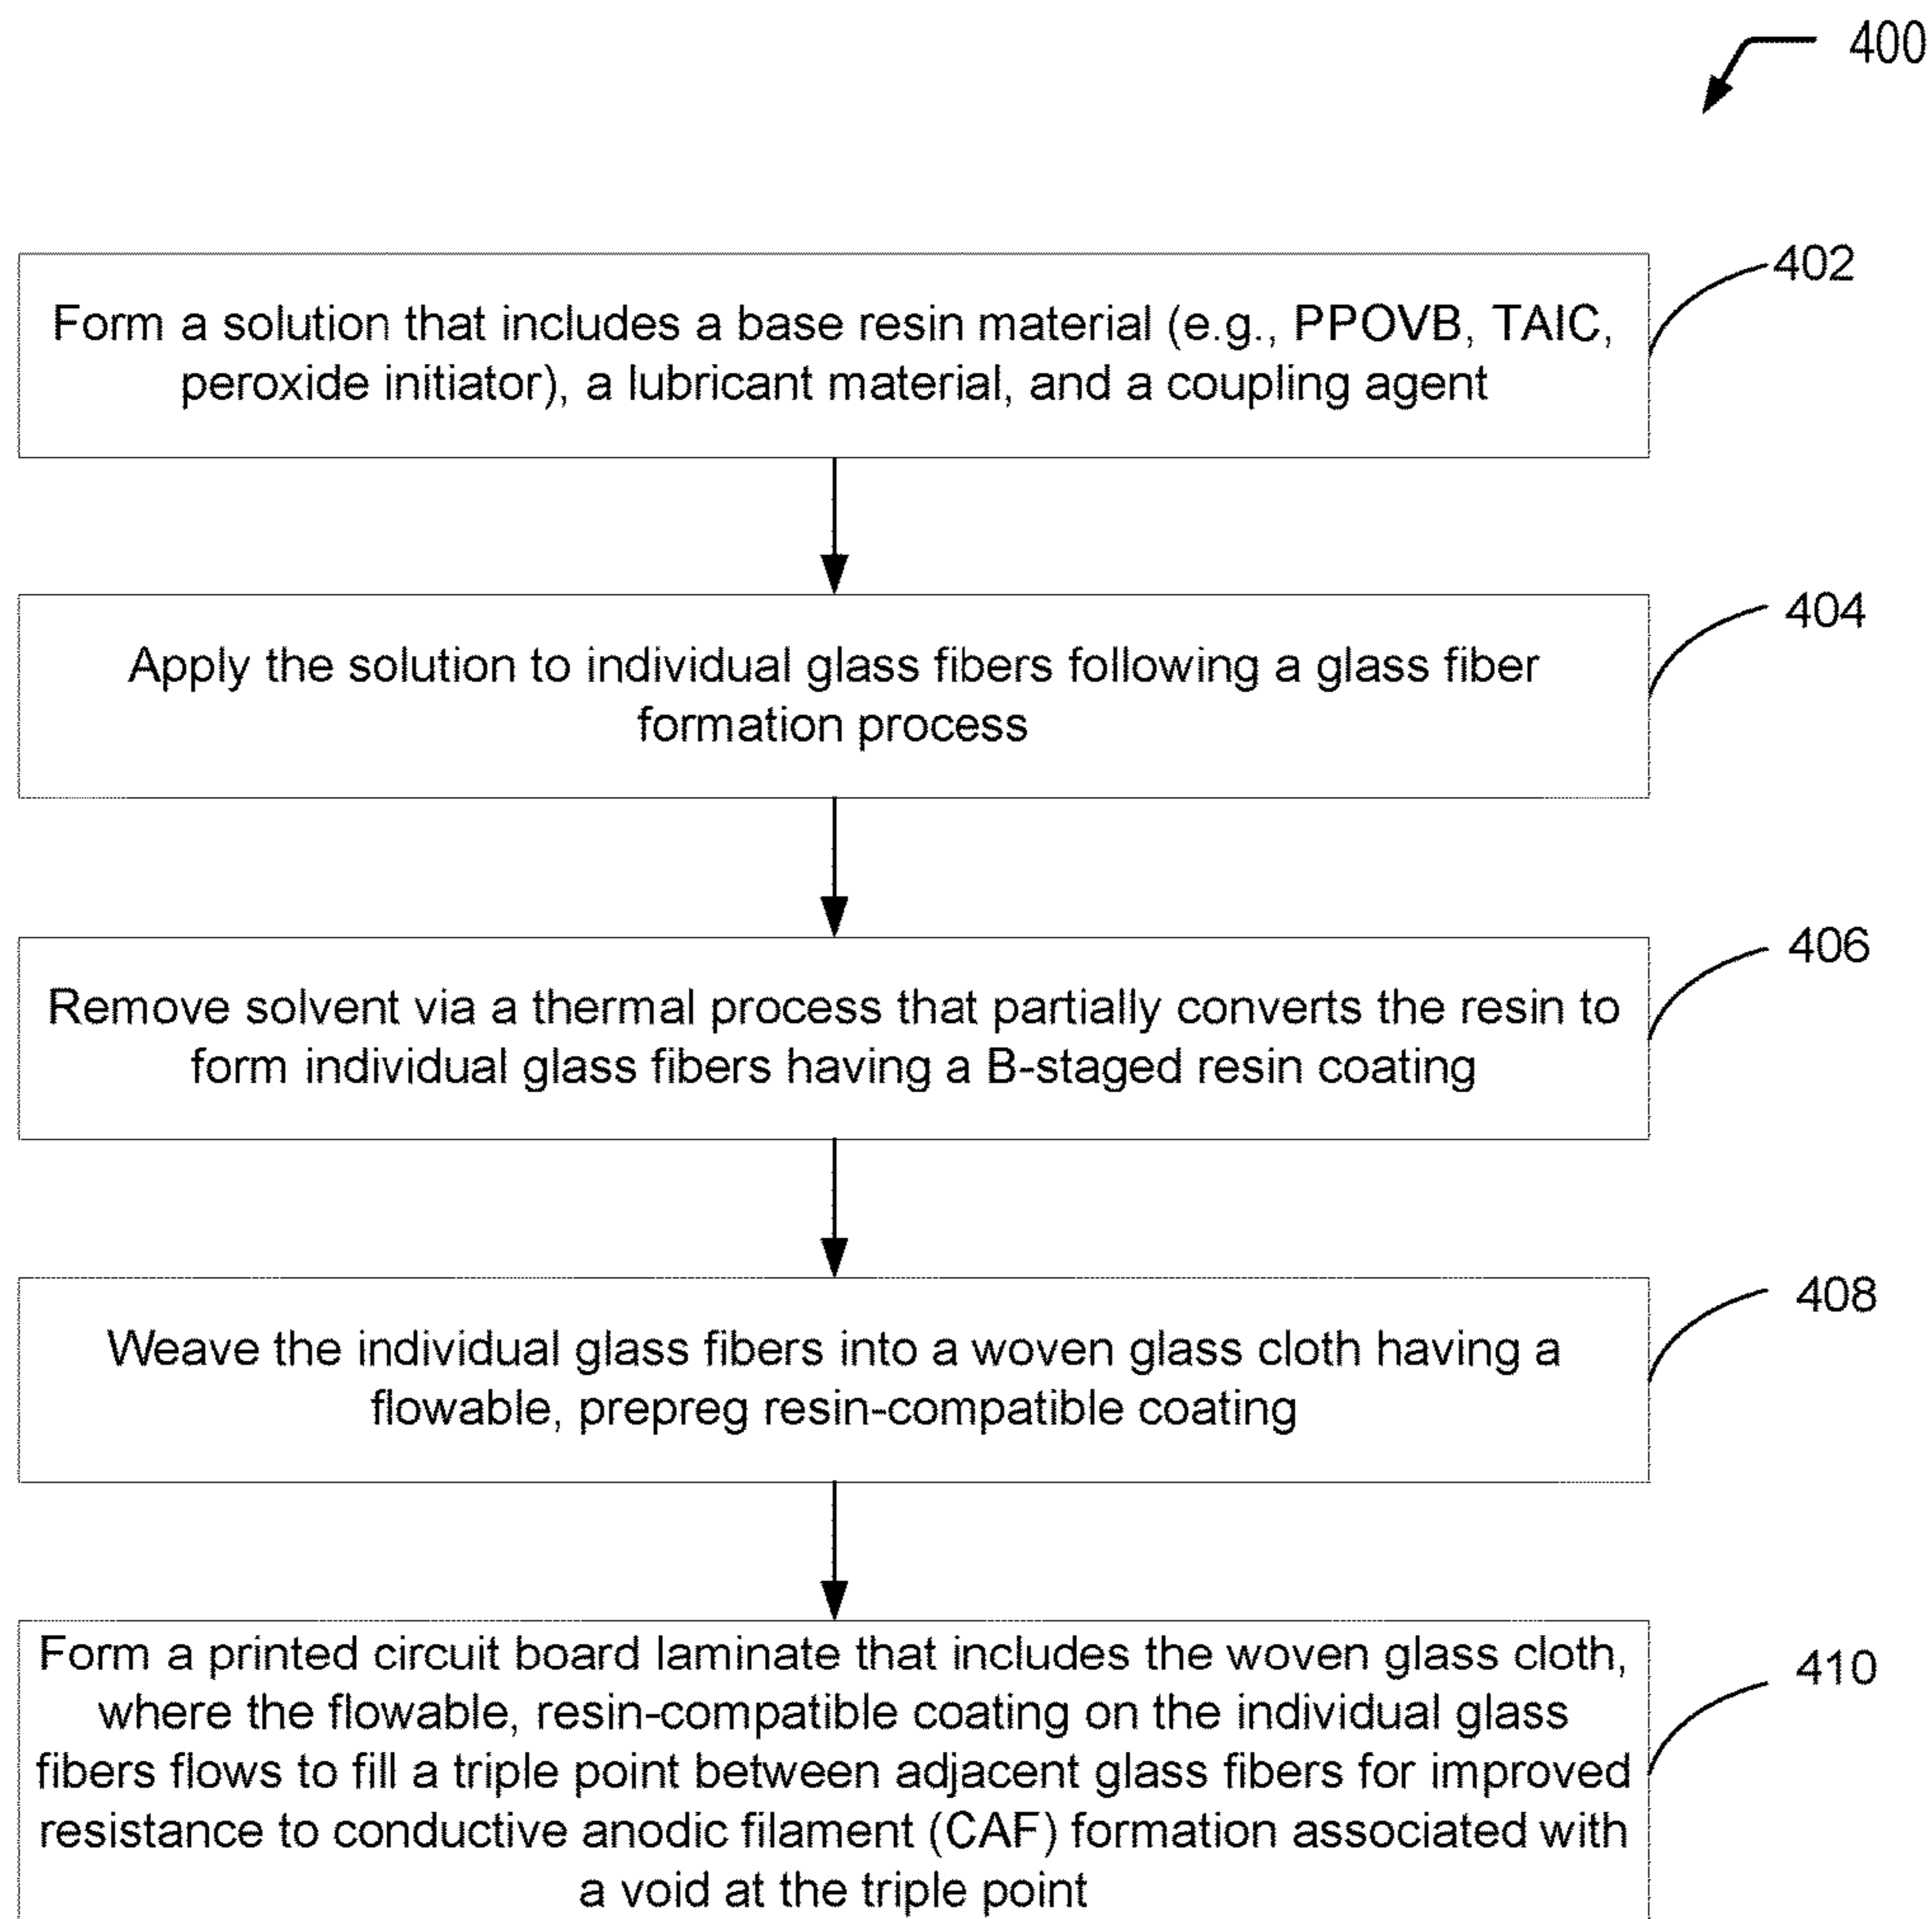 400
402
Form a solution that includes a base resin material (e.g., PPOVB, TAIC,
peroxide initiator), a lubricant material, and a coupling agent
404
Apply the solution to individual glass fibers following a glass fiber
formation process
406
Remove solvent via a thermal process that partially converts the resin to
form individual glass fibers having a B-staged resin coating
408
Weave the individual glass fibers into a woven glass cloth having a
flowable, prepreg resin-compatible coating
410
Form a printed circuit board laminate that includes the woven glass cloth,
where the flowable, resin-compatible coating on the individual glass
fibers flows to fill a triple point between adjacent glass fibers for improved
resistance to conductive anodic filament (CAF) formation associated with
a void at the triple point